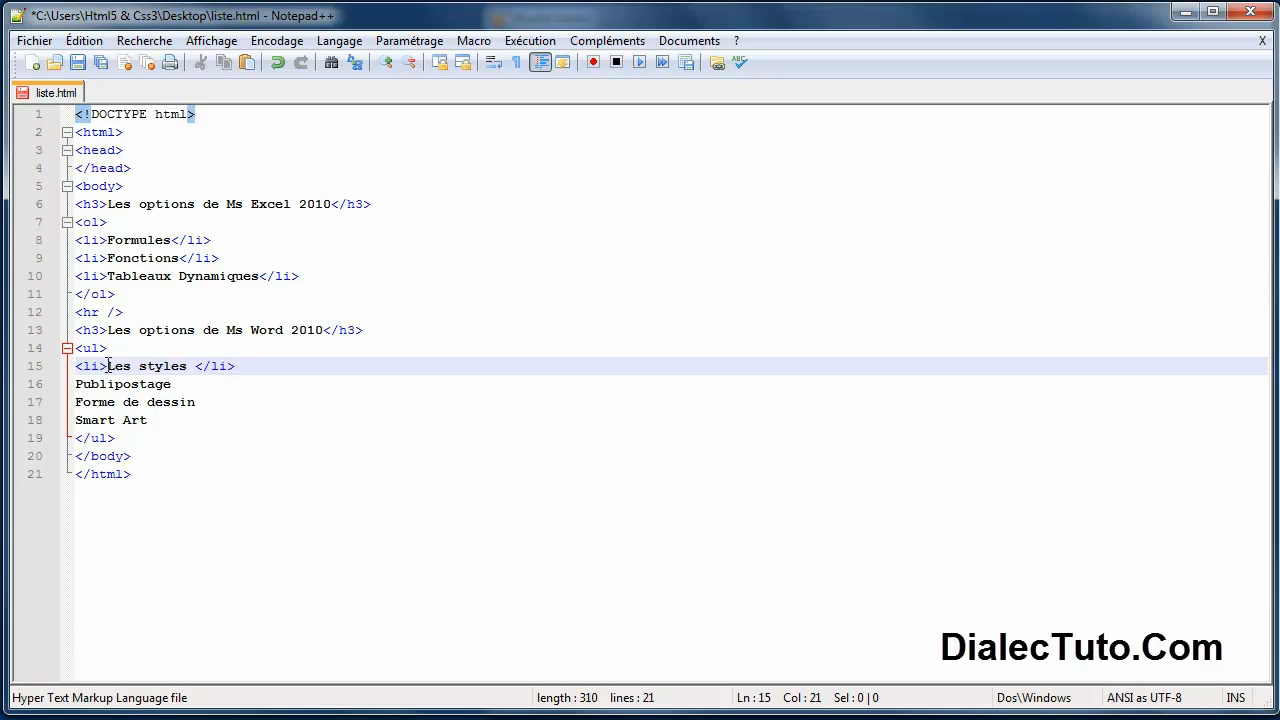 *C:\Users\Html5 & Css3\Desktop\liste.html - Notepad++
Fichier Édition Recherche Affichage Encodage Langage Paramétrage Macro Exécution Compléments Documents ? X
liste.html
1 <!DOCTYPE html>
2 <html>
3 <head>
4 </head>
5 <body>
6 <h3>Les options de Ms Excel 2010</h3>
7 <ol>
8 <li>Formules</li>
9 <li>Fonctions</li>
10 <li>Tableaux Dynamiques</li>
11 </ol>
12 <hr />
13 <h3>Les options de Ms Word 2010</h3>
14 <ul>
15 <li>Les styles </li>
16 Publipostage
17 Forme de dessin
18 Smart Art
19 </ul>
20 </body>
21 </html>
DialecTuto.Com
Hyper Text Markup Language file length : 310 lines : 21 Ln : 15 Col : 21 Sel : 0 | 0 Dos\Windows ANSI as UTF-8 INS